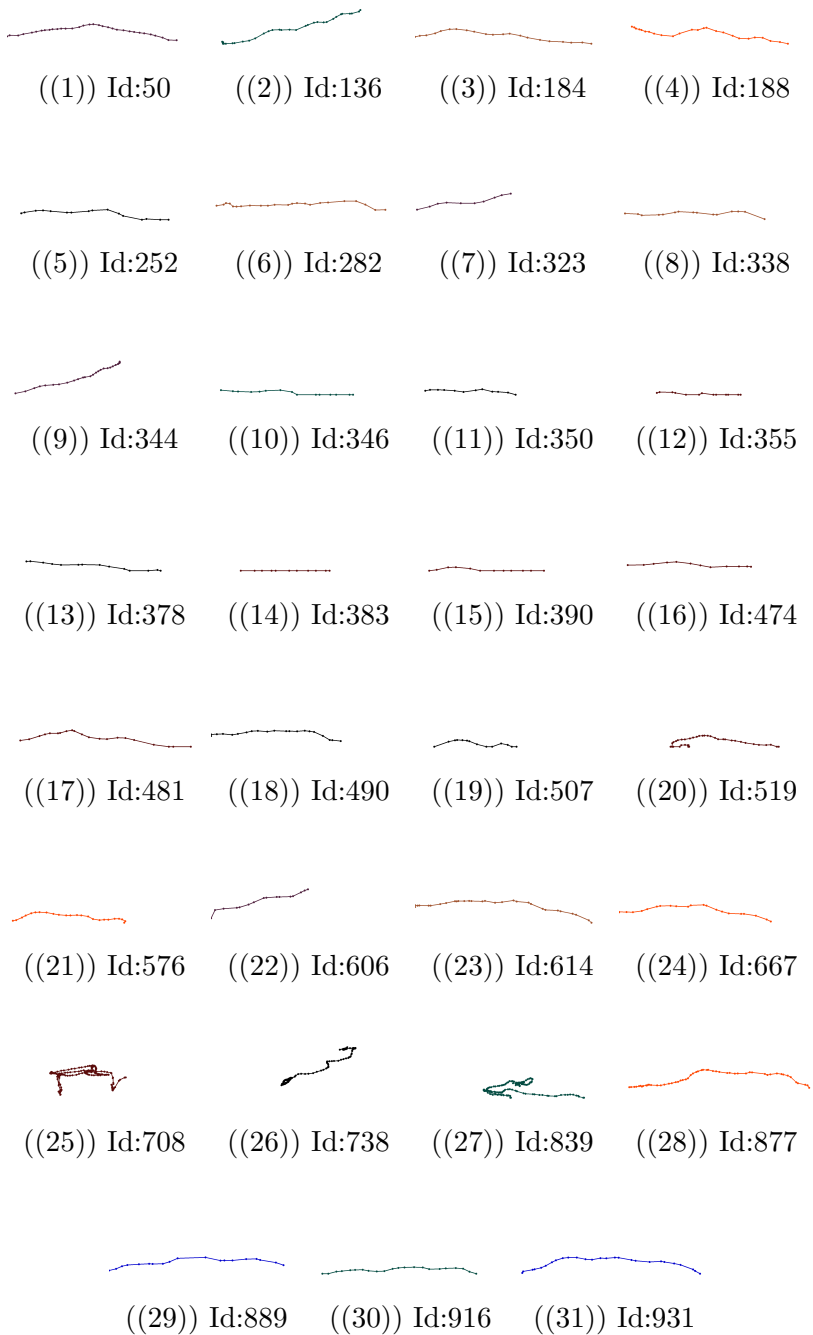 ((1)) Id:50 ((2)) Id:136 ((3)) Id:184 ((4)) Id:188
((5)) Id:252 ((6)) Id:282 ((7)) Id:323 ((8)) Id:338
((9)) Id:344 ((10)) Id:346 ((11)) Id:350 ((12)) Id:355
((13)) Id:378 ((14)) Id:383 ((15)) Id:390 ((16)) Id:474
((17)) Id:481 ((18)) Id:490 ((19)) Id:507 ((20)) Id:519
((21)) Id:576 ((22)) Id:606 ((23)) Id:614 ((24)) Id:667
((25)) Id:708 ((26)) Id:738 ((27)) Id:839 ((28)) Id:877
((29)) Id:889 ((30)) Id:916 ((31)) Id:931